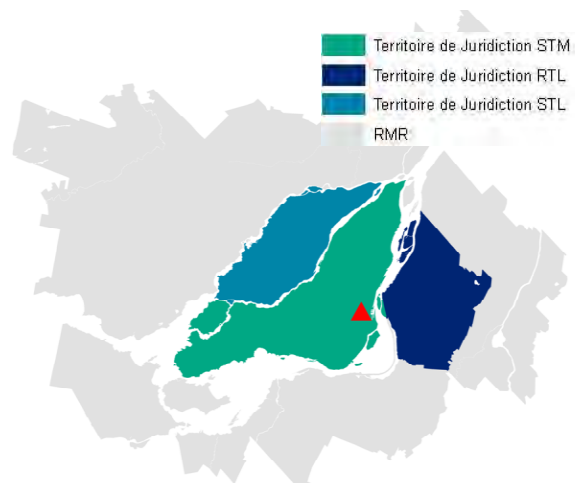 Territoire de Juridiction STM
Territoire de Juridiction RTL
Territoire de Juridiction STL
RMR